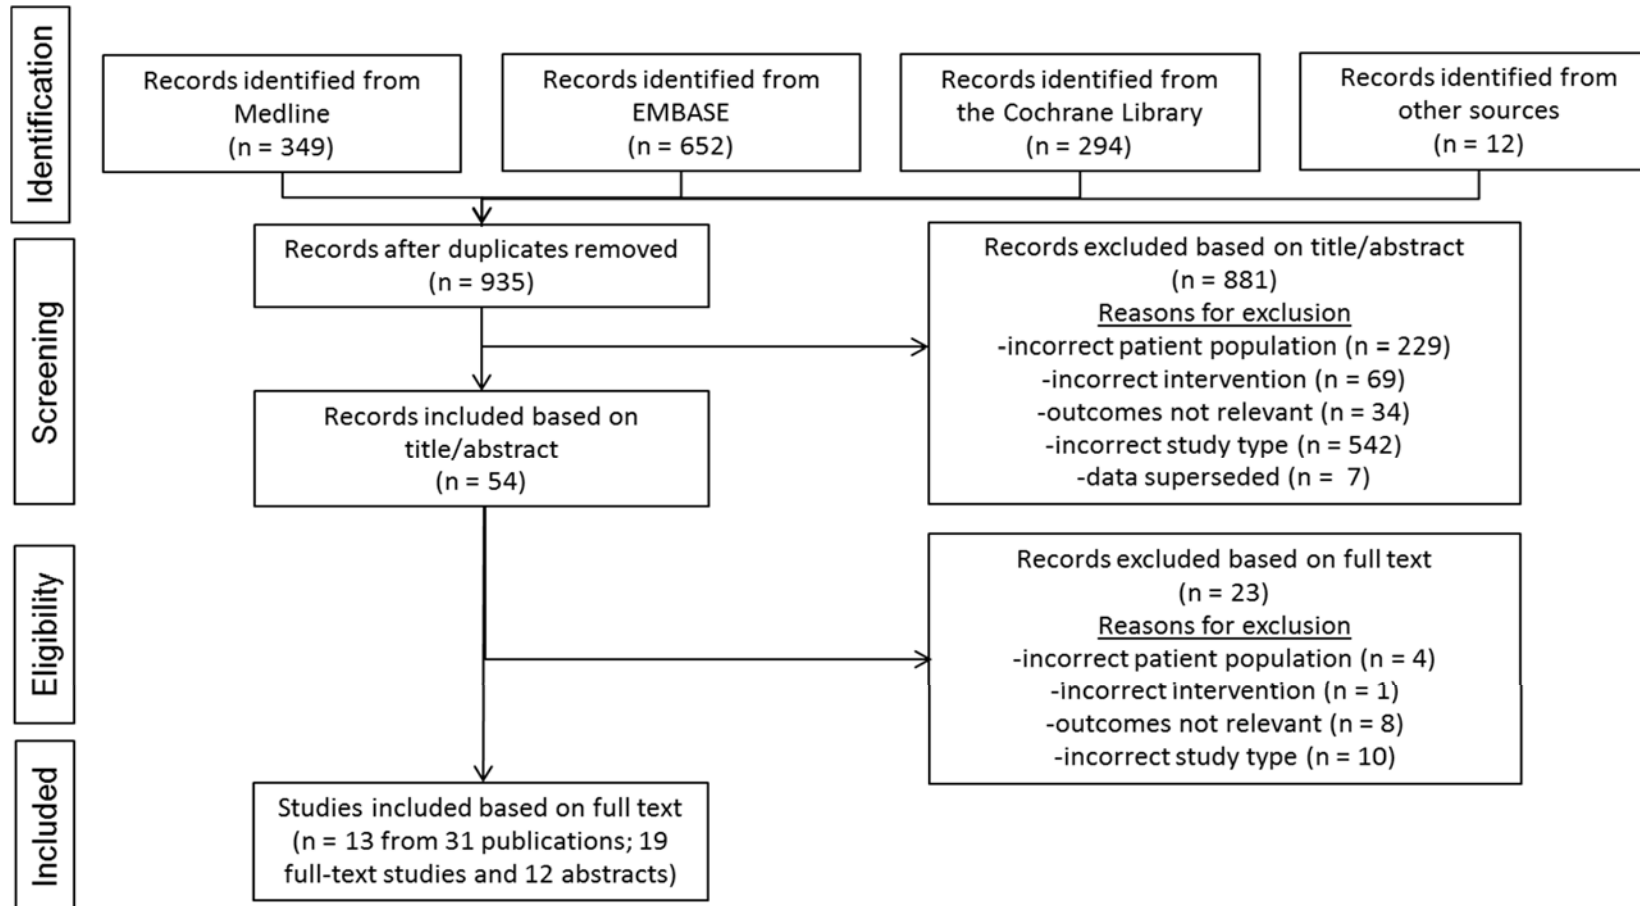 Identification
Records identified from
Medline
(n = 349)
Records identified from
EMBASE
(n = 652)
Records identified from
the Cochrane Library
(n = 294)
Records identified from
other sources
(n = 12)
Screening
Records after duplicates removed
(n = 935)
Records excluded based on title/abstract
(n = 881)
Reasons for exclusion
-incorrect patient population (n = 229)
-incorrect intervention (n = 69)
-outcomes not relevant (n = 34)
-incorrect study type (n = 542)
-data superseded (n =  7)
Records included based on
title/abstract
(n = 54)
Eligibility
Records excluded based on full text
(n = 23)
Reasons for exclusion
-incorrect patient population (n = 4)
-incorrect intervention (n = 1)
-outcomes not relevant (n = 8)
-incorrect study type (n = 10)
Included
Studies included based on full text
(n = 13 from 31 publications; 19
full-text studies and 12 abstracts)